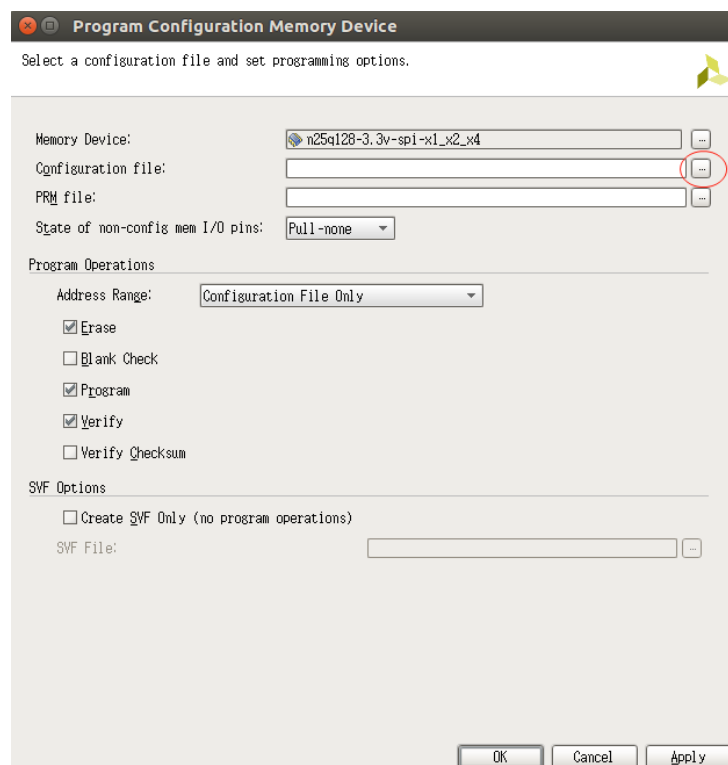 Program Configuration Memory Device
Select a configuration file and set programming options.
Memory Device: n25q128-3.3v-spi-x1_x2_x4 ...
Configuration file: ...
PRM file: ...
State of non-config mem I/O pins: Pull-none
Program Operations
Address Range: Configuration File Only
Erase
Blank Check
Program
Verify
Verify Checksum
SVF Options
Create SVF Only (no program operations)
SVF File: ...
OK Cancel Apply